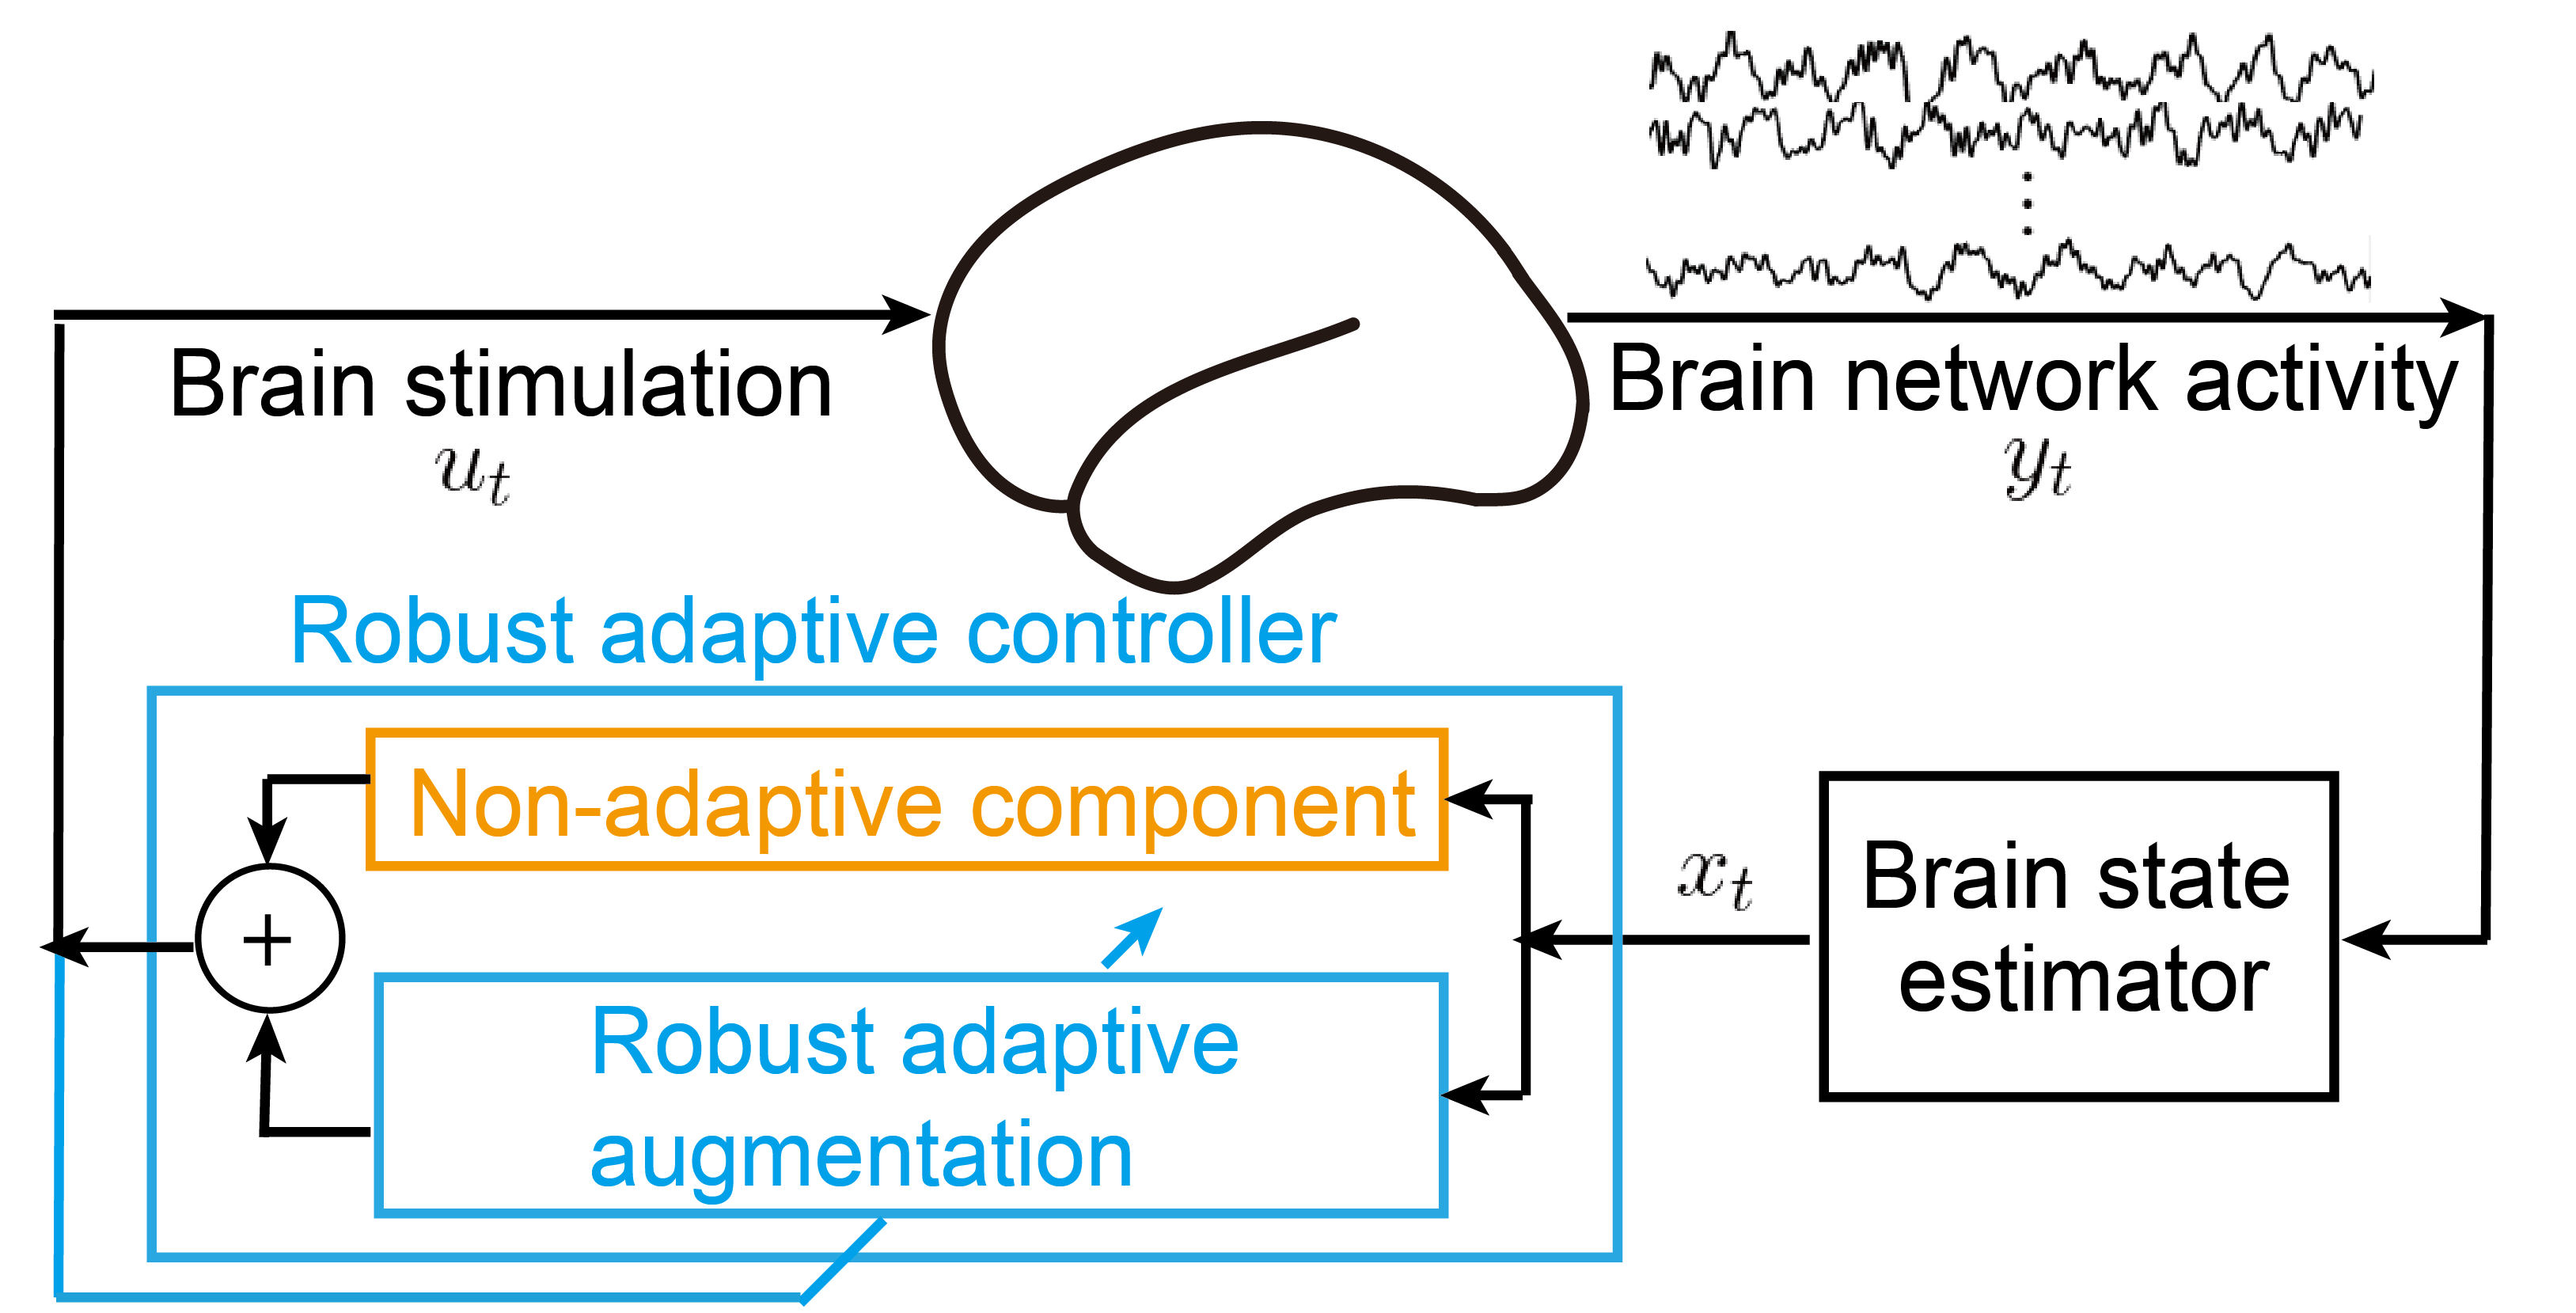 Brain stimulation
u_t
Brain network activity
y_t
Robust adaptive controller
Non-adaptive component
+
Robust adaptive
augmentation
x_t
Brain state
estimator